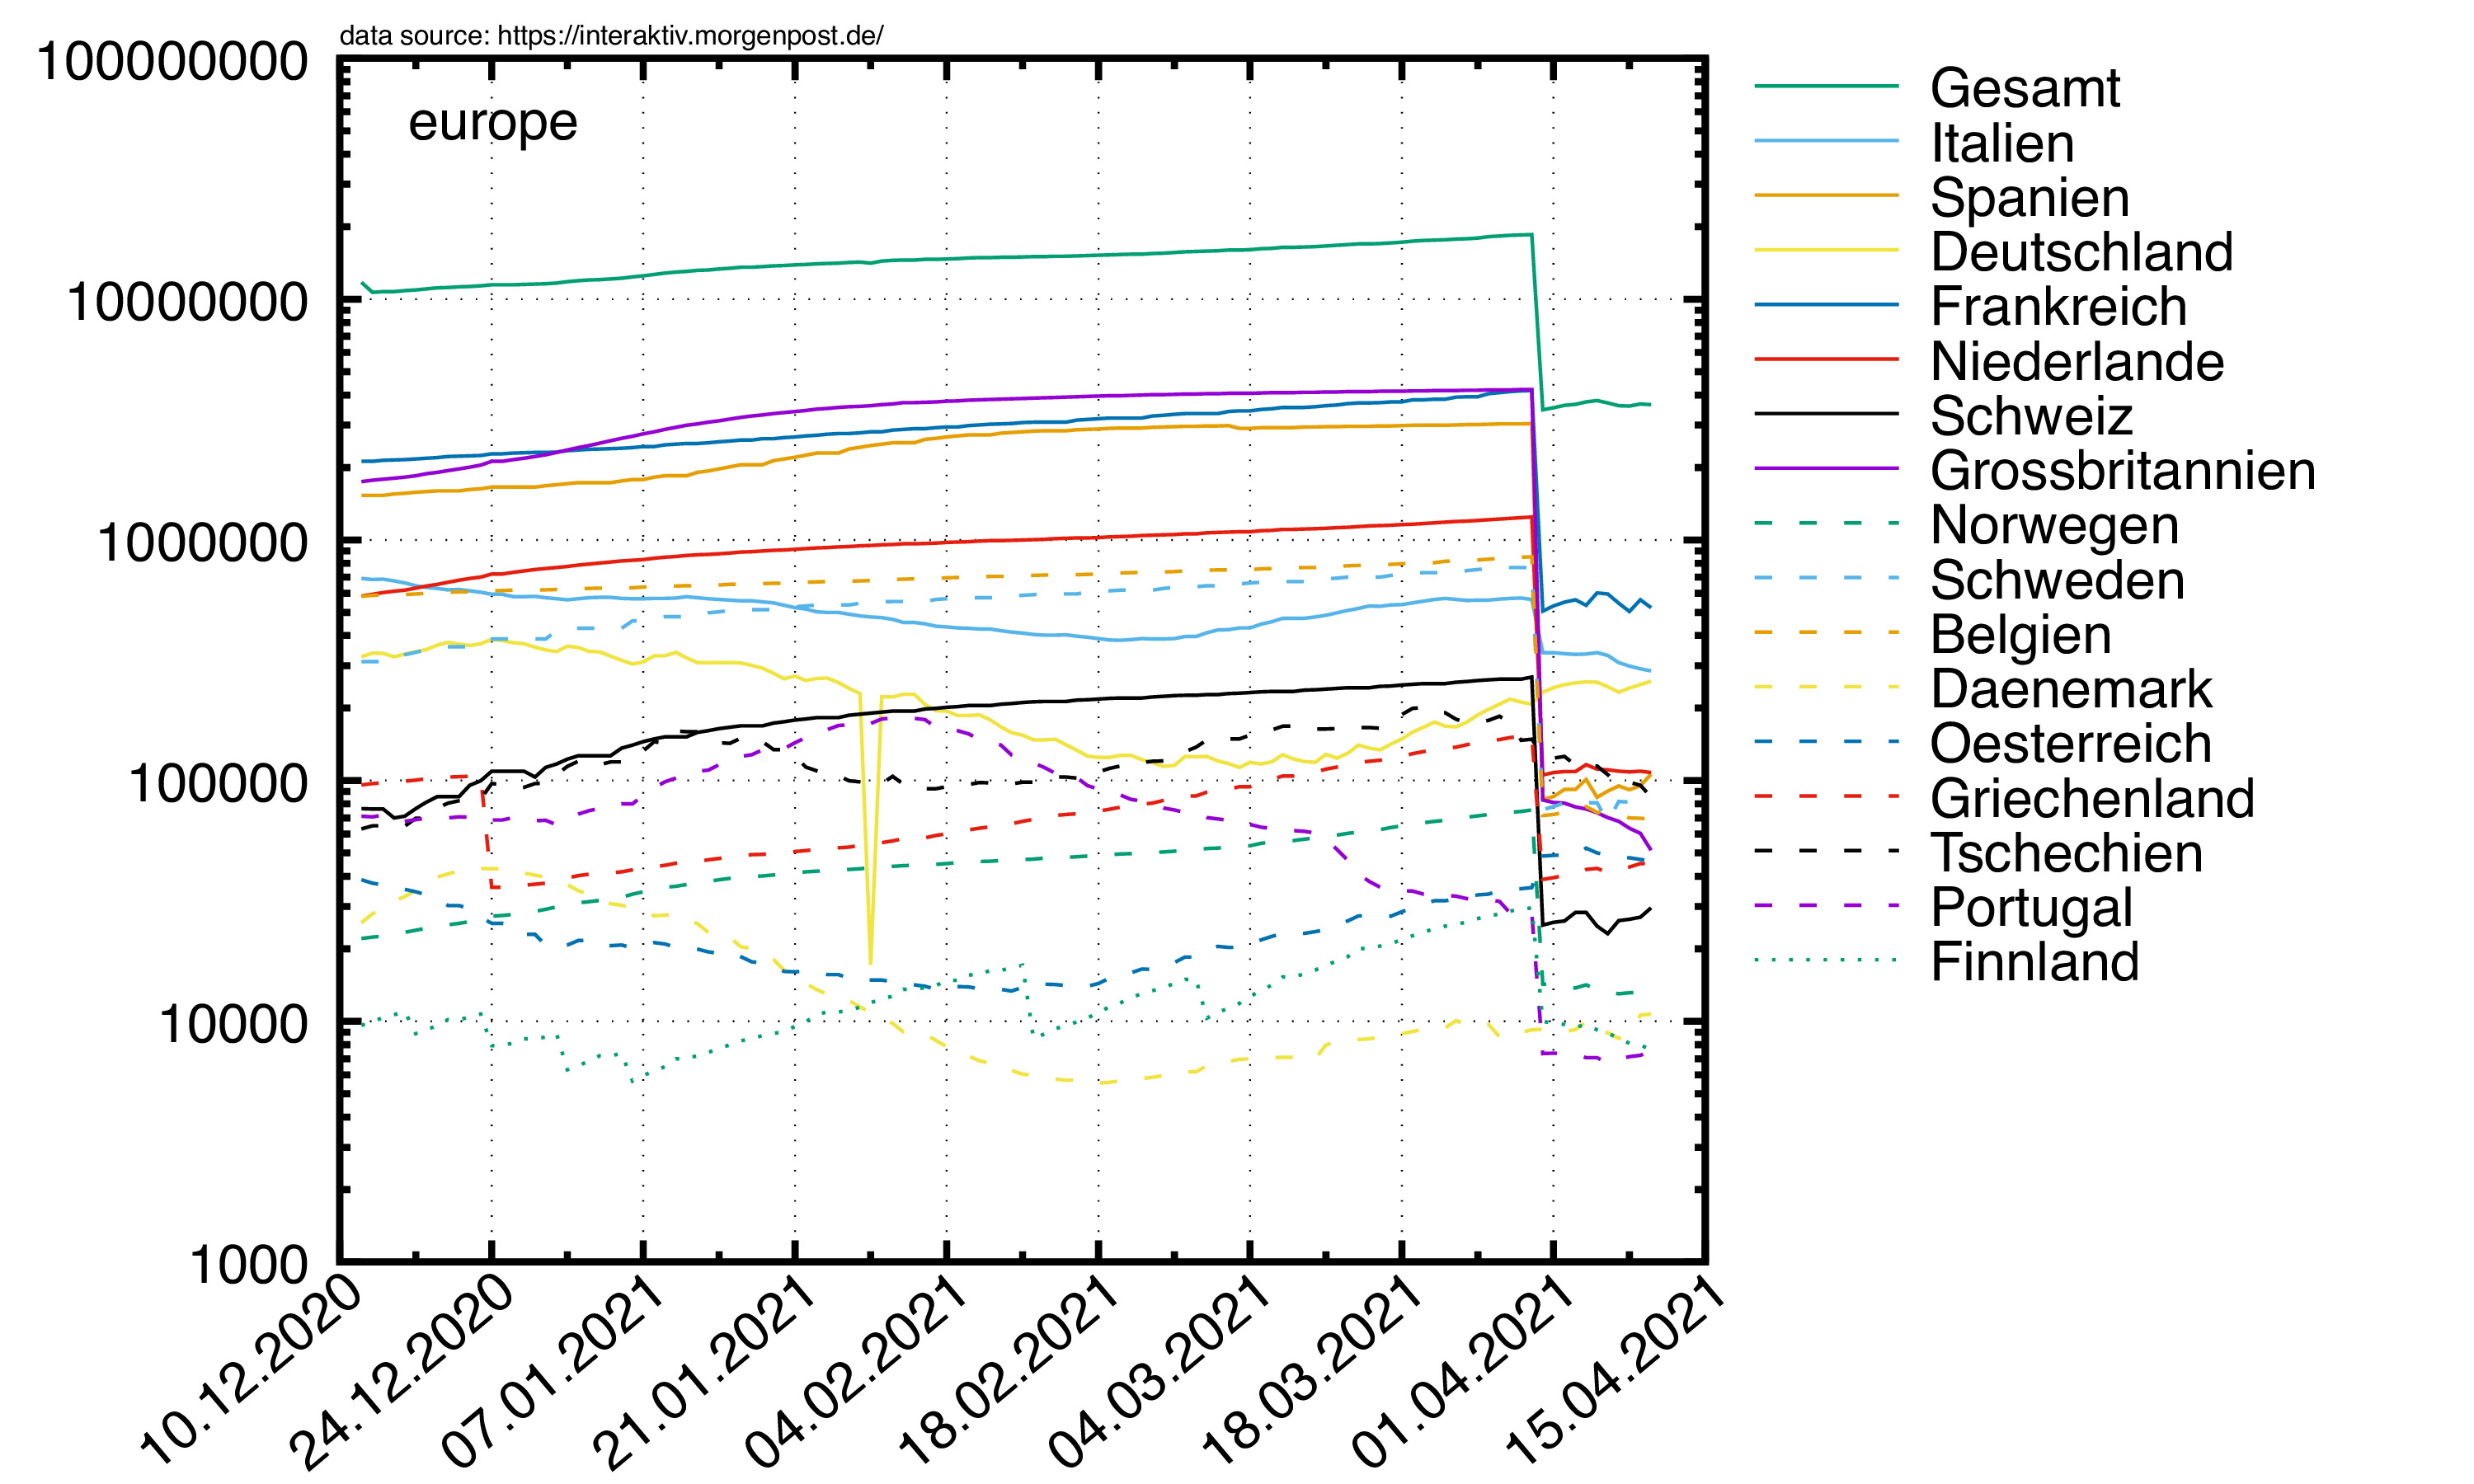 data source: https://interaktiv.morgenpost.de/
europe
100000000
10000000
1000000
100000
10000
1000
10.12.2020
24.12.2020
07.01.2021
21.01.2021
04.02.2021
18.02.2021
04.03.2021
18.03.2021
01.04.2021
15.04.2021
Gesamt
Italien
Spanien
Deutschland
Frankreich
Niederlande
Schweiz
Grossbritannien
Norwegen
Schweden
Belgien
Daenemark
Oesterreich
Griechenland
Tschechien
Portugal
Finnland